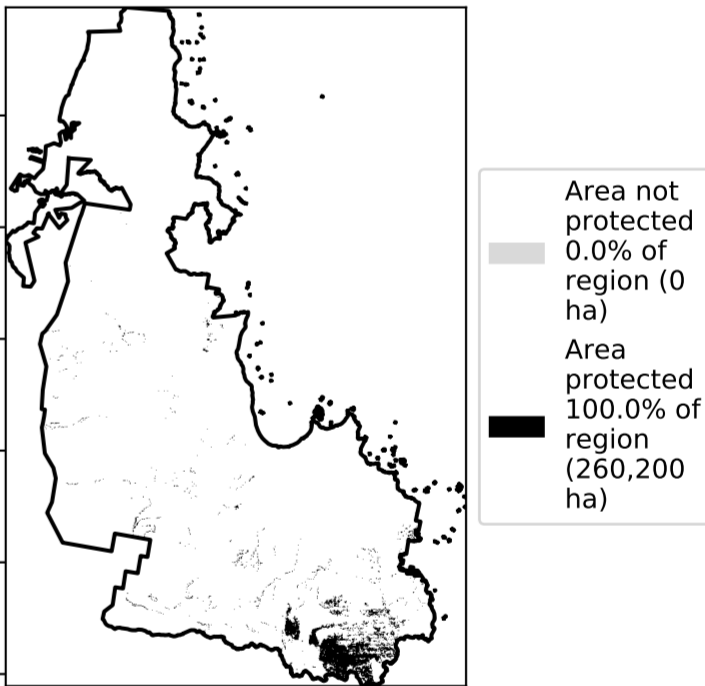 Area not
protected
0.0% of
region (0
ha)
Area
protected
100.0% of
region
(260,200
ha)